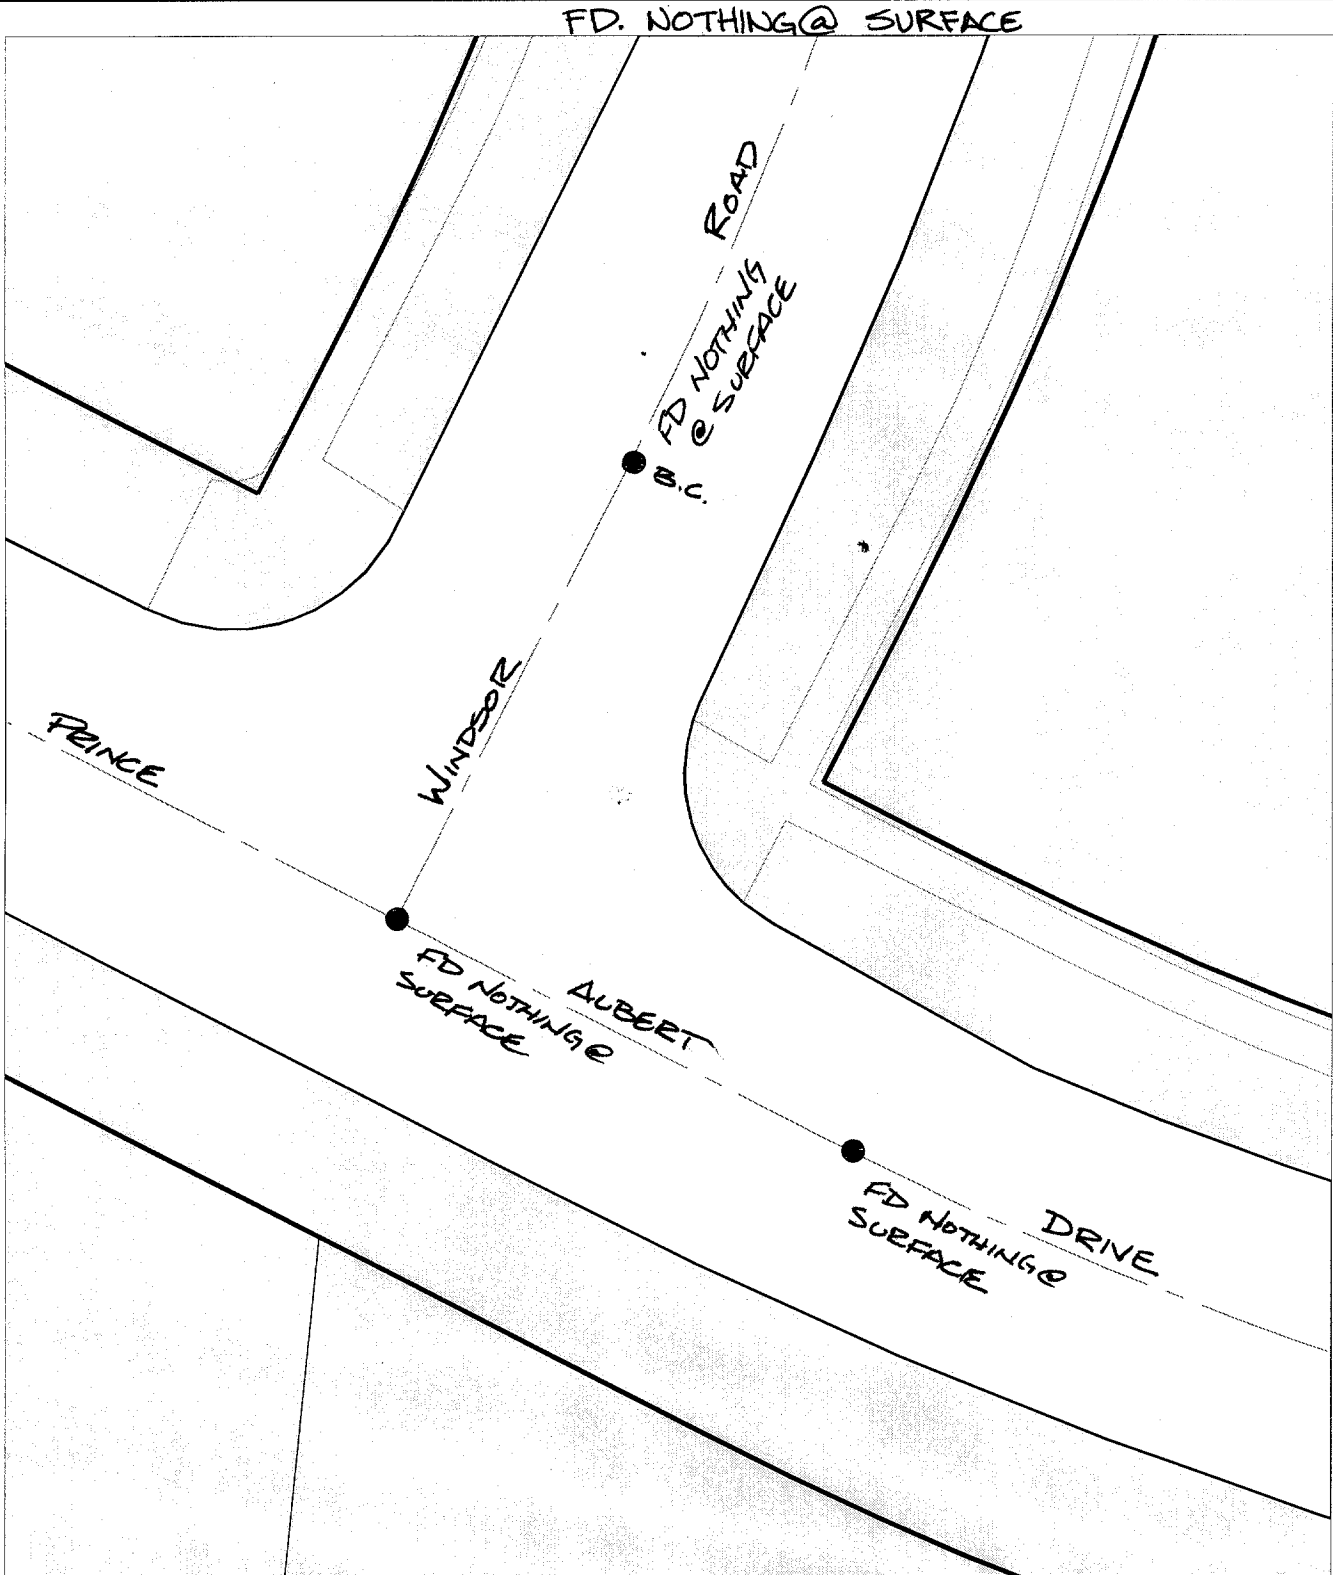 FD. NOTHING@ SURFACE
ROAD
FD NOTHING
@ SURFACE
B.C.
WINDSOR
PRINCE
FD NOTHING@
SURFACE
ALBERT
FD NOTHING@
SURFACE
DRIVE